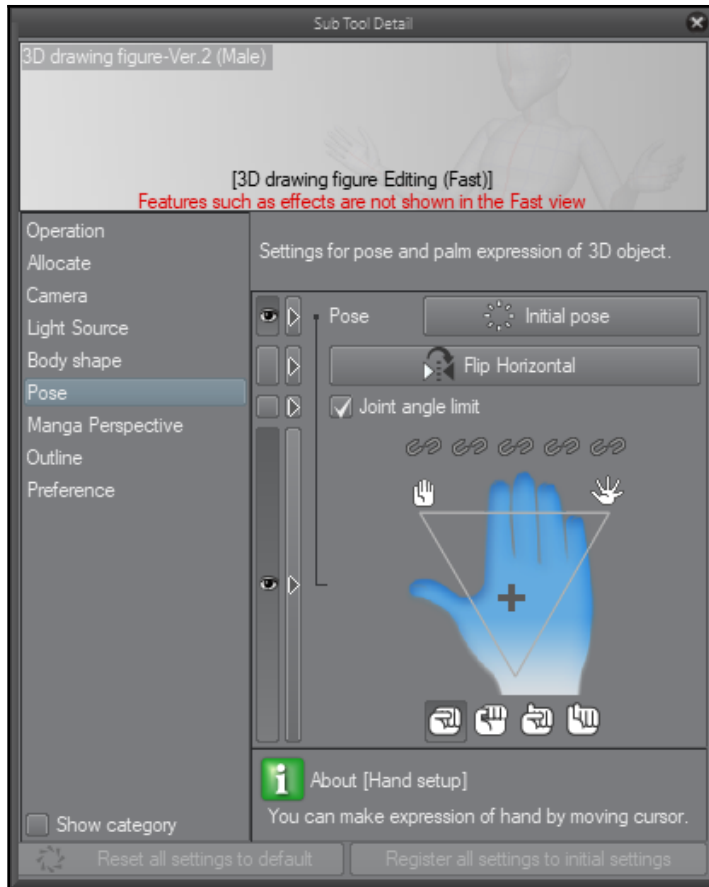 Sub Tool Detail
3D drawing figure-Ver.2 (Male)
[3D drawing figure Editing (Fast)]
Features such as effects are not shown in the Fast view
Operation
Allocate
Camera
Light Source
Body shape
Pose
Manga Perspective
Outline
Preference
Show category
Settings for pose and palm expression of 3D object.
Pose
Initial pose
Flip Horizontal
Joint angle limit
About [Hand setup]
You can make expression of hand by moving cursor.
Reset all settings to default
Register all settings to initial settings